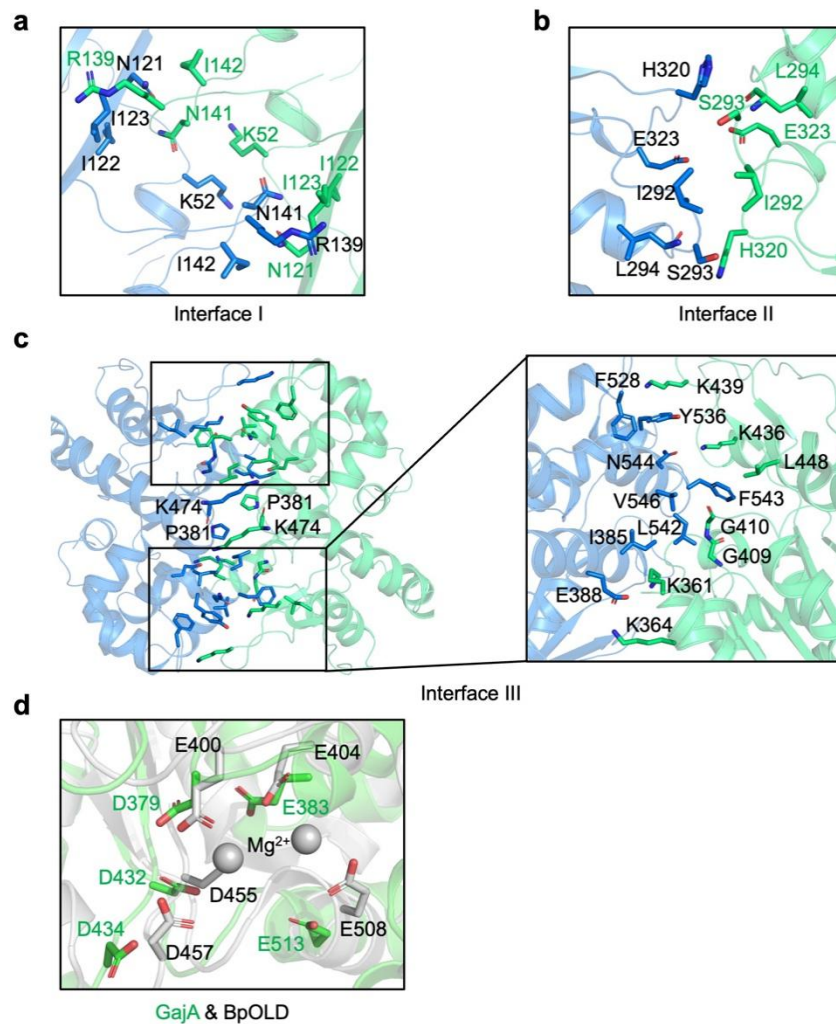 a
R139
N121
I142
I123
N141
K52
I122
I122
I123
K52
N141
R139
I142
N121
Interface I
b
H320
L294
S293
E323
E323
I292
I292
L294
S293
H320
Interface II
c
K474
P381
P381
K474
F528
K439
Y536
K436
N544
L448
V546
F543
L542
G410
I385
G409
E388
K361
K364
Interface III
d
E400
E404
D379
E383
Mg²⁺
D432
D455
D434
D457
E513
E508
GajA & BpOLD